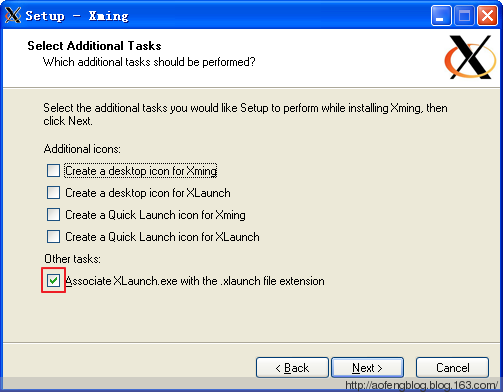 Setup - Xming
Select Additional Tasks
Which additional tasks should be performed?
Select the additional tasks you would like Setup to perform while installing Xming, then
click Next.
Additional icons:
Create a desktop icon for Xming
Create a desktop icon for XLaunch
Create a Quick Launch icon for Xming
Create a Quick Launch icon for XLaunch
Other tasks:
Associate XLaunch.exe with the .xlaunch file extension
< Back
Next >
Cancel
http://aofengblog.blog.163.com/